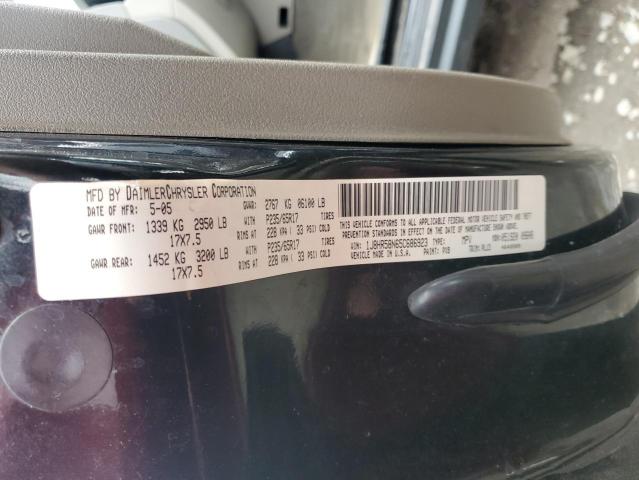 MFD BY DAIMLERCHRYSLER CORPORATION
DATE OF MFR: 5-05 GVWR: 2767 KG 06100 LB
GAWR FRONT: 1339 KG 2950 LB WITH P235/65R17 TIRES
17X7.5 RIMS AT 228 KPA ( 33 PSI) COLD
GAWR REAR: 1452 KG 3200 LB WITH P235/65R17 TIRES
17X7.5 RIMS AT 228 KPA ( 33 PSI) COLD
THIS VEHICLE CONFORMS TO ALL APPLICABLE FEDERAL MOTOR VEHICLE SAFETY AND THEFT
PREVENTION STANDARDS IN EFFECT ON THE DATE OF MANUFACTURE SHOWN ABOVE.
VIN: 1J8HR58N65C686923 TYPE: MPV
VEHICLE MADE IN U.S.A. PAINT: PXB TRIM: